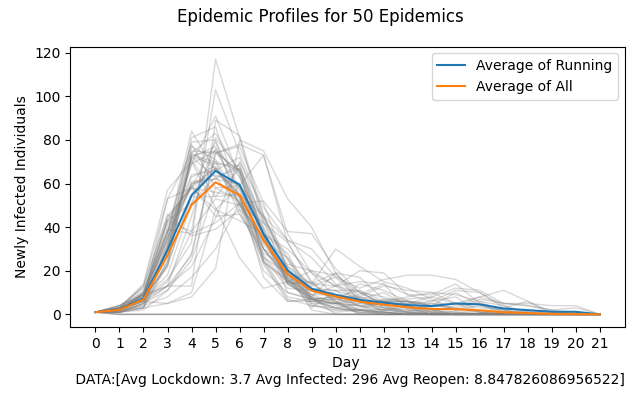 Epidemic Profiles for 50 Epidemics
120
100
80
60
40
20
0
Newly Infected Individuals
Average of Running
Average of All
0 1 2 3 4 5 6 7 8 9 10 11 12 13 14 15 16 17 18 19 20 21
Day
DATA:[Avg Lockdown: 3.7 Avg Infected: 296 Avg Reopen: 8.847826086956522]